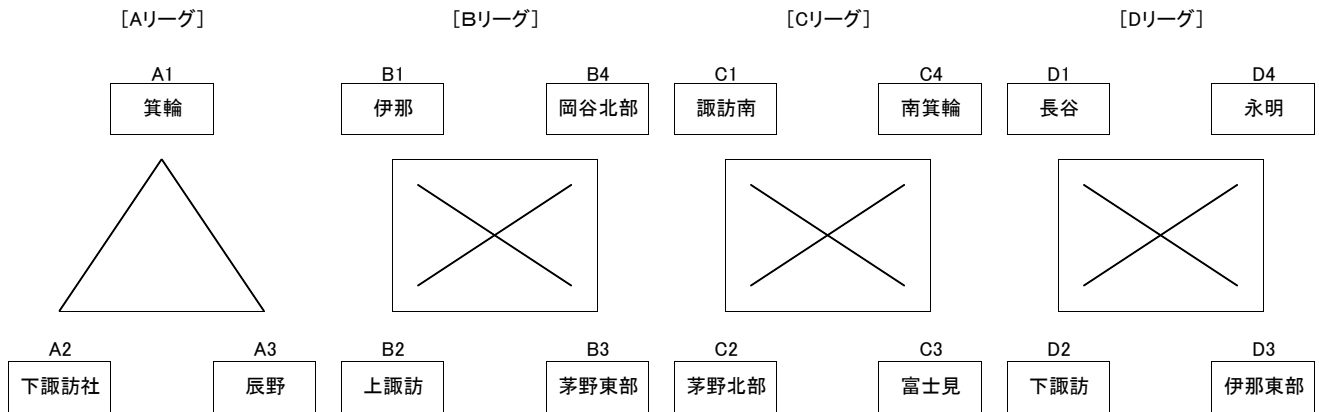 [Aリーグ] [Bリーグ] [Cリーグ] [Dリーグ]
A1 B1 B4 C1 C4 D1 D4
箕輪 伊那 岡谷北部 諏訪南 南箕輪 長谷 永明
A2 A3 B2 B3 C2 C3 D2 D3
下諏訪社 辰野 上諏訪 茅野東部 茅野北部 富士見 下諏訪 伊那東部